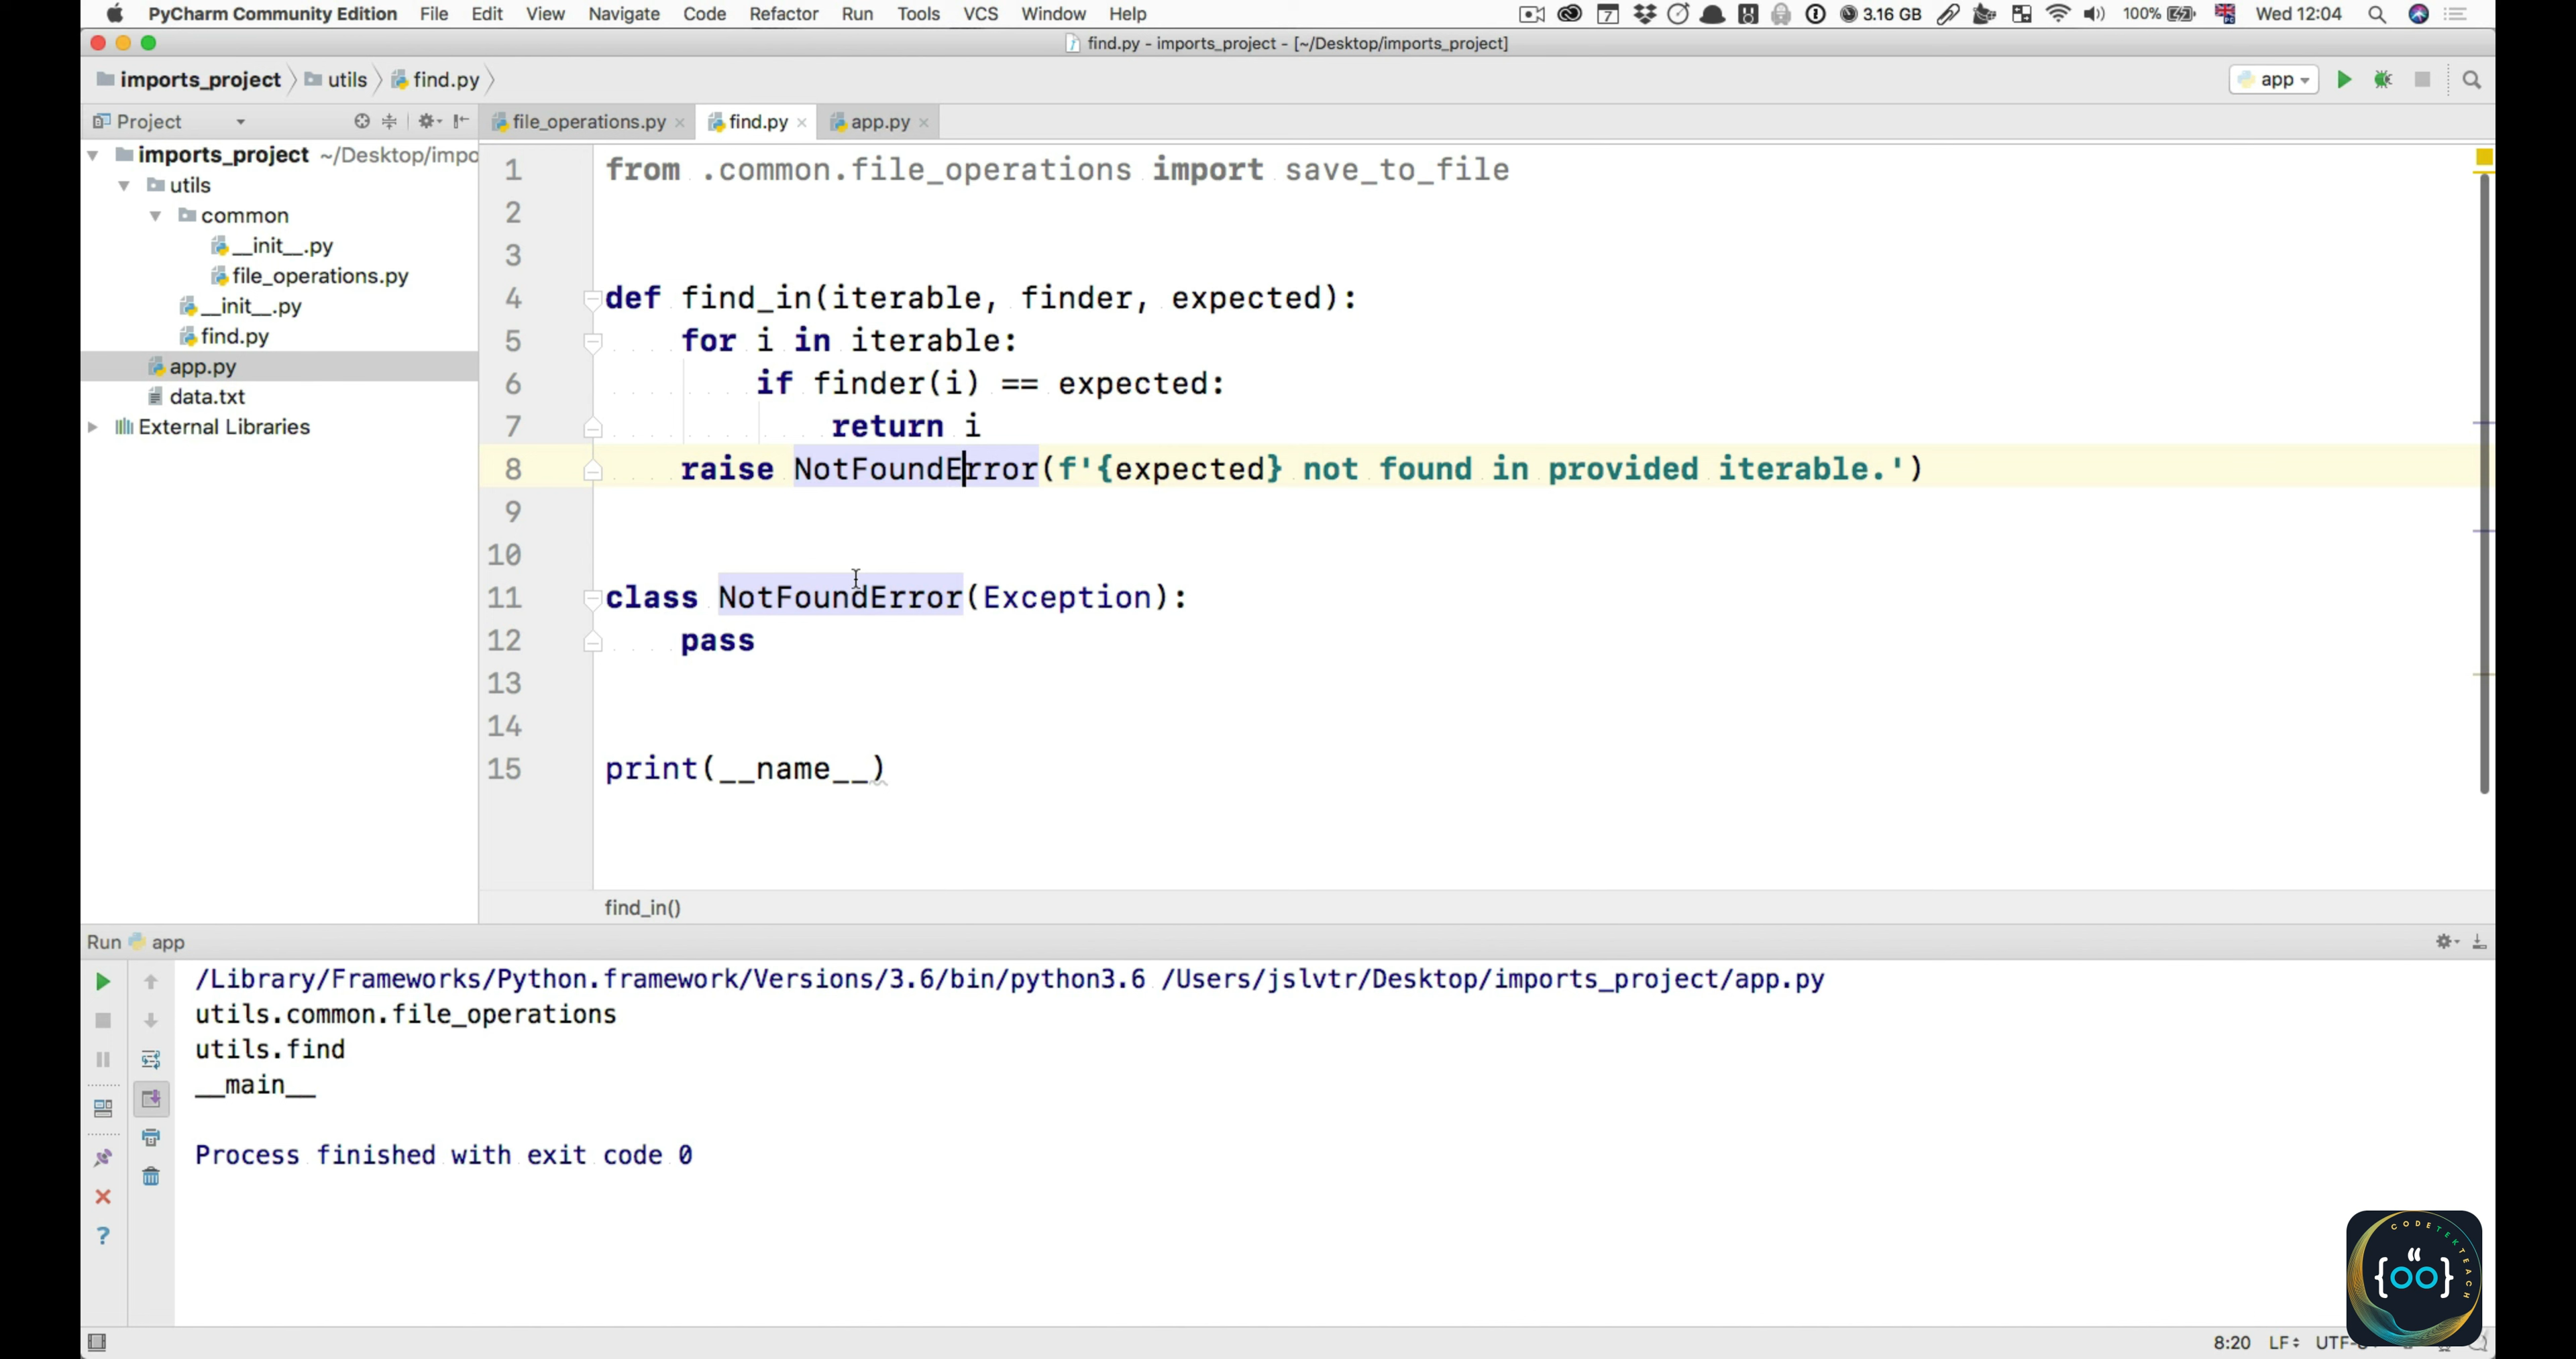 PyCharm Community Edition File Edit View Navigate Code Refactor Run Tools VCS Window Help 7 3.16 GB 100% Wed 12:04
find.py - imports_project - [~/Desktop/imports_project]
imports_project utils find.py app
Project file_operations.py find.py app.py
imports_project ~/Desktop/impo
utils
common
__init__.py
file_operations.py
__init__.py
find.py
app.py
data.txt
External Libraries
1 from .common.file_operations import save_to_file
2
3
4 def find_in(iterable, finder, expected):
5 for i in iterable:
6 if finder(i) == expected:
7 return i
8 raise NotFoundError(f'{expected} not found in provided iterable.')
9
10
11 class NotFoundError(Exception):
12 pass
13
14
15 print(__name__)
find_in()
Run app
/Library/Frameworks/Python.framework/Versions/3.6/bin/python3.6 /Users/jslvtr/Desktop/imports_project/app.py
utils.common.file_operations
utils.find
__main__
Process finished with exit code 0
CODETEKTEACH
8:20 LF UTF-